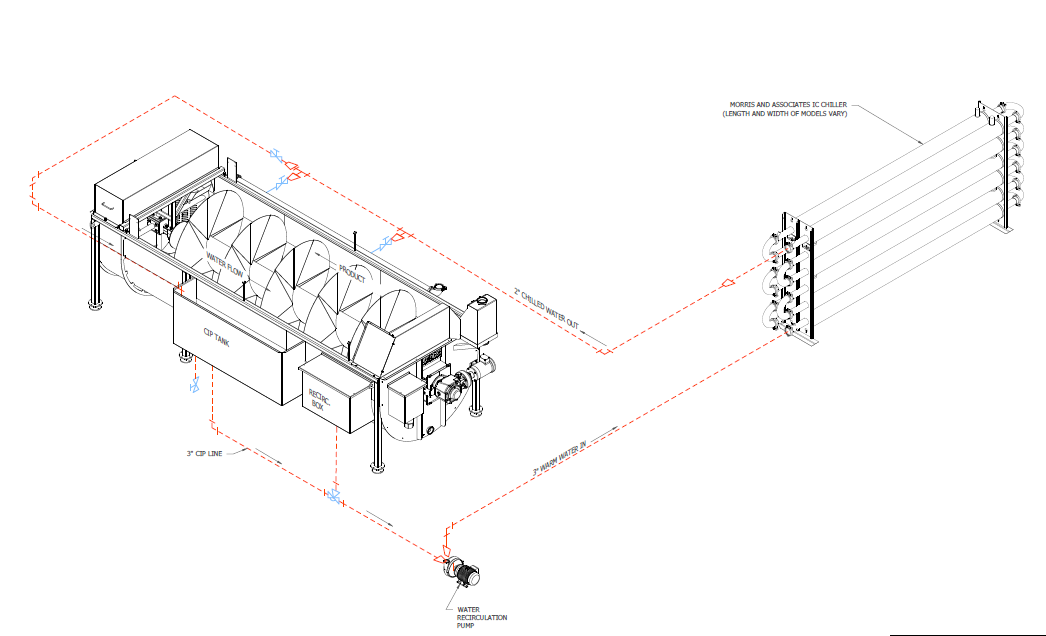 MORRIS AND ASSOCIATES IC CHILLER
(LENGTH AND WIDTH OF MODELS VARY)
WATER FLOW
PRODUCT
2" CHILLED WATER OUT
CIP TANK
RECIRC.
BOX
3" CIP LINE
3" WARM WATER IN
WATER
RECIRCULATION
PUMP